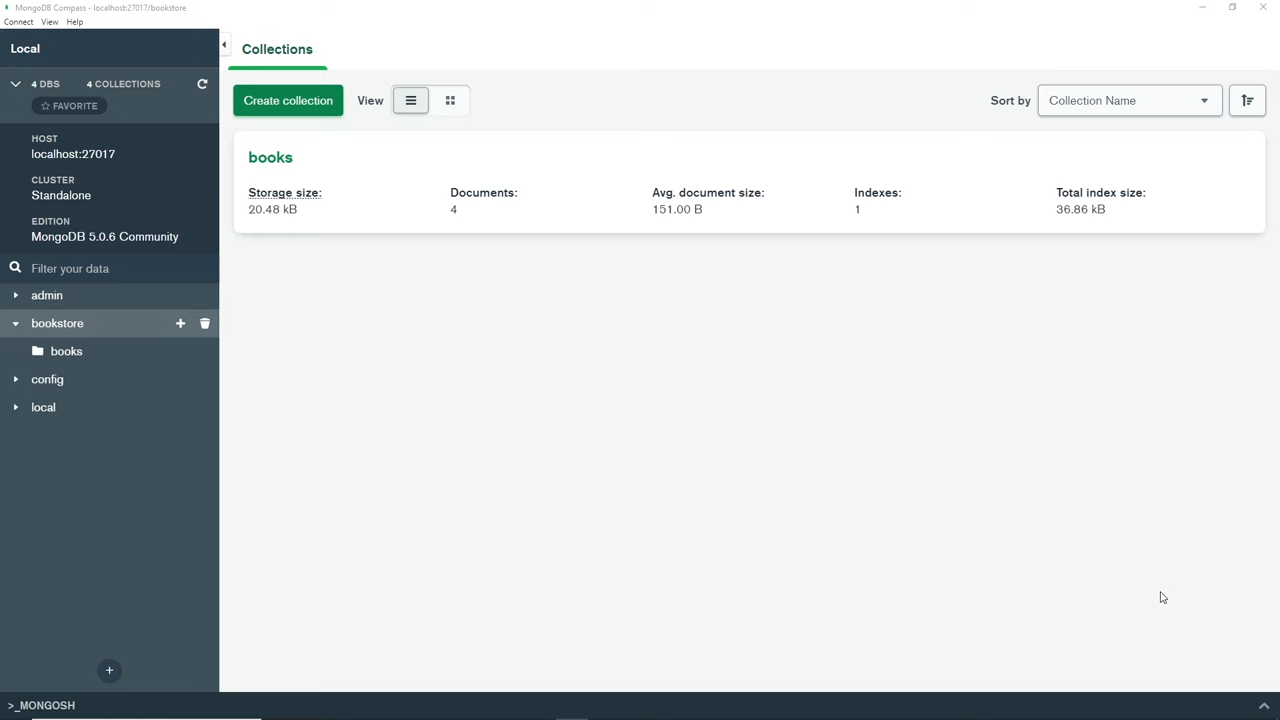 MongoDB Compass - localhost:27017/bookstore
Connect View Help
Local
Collections
4 DBS 4 COLLECTIONS
FAVORITE
Create collection View Sort by Collection Name
HOST
localhost:27017
CLUSTER
Standalone
EDITION
MongoDB 5.0.6 Community
Filter your data
admin
bookstore
books
config
local
books
Storage size: Documents: Avg. document size: Indexes: Total index size:
20.48 kB 4 151.00 B 1 36.86 kB
>_MONGOSH